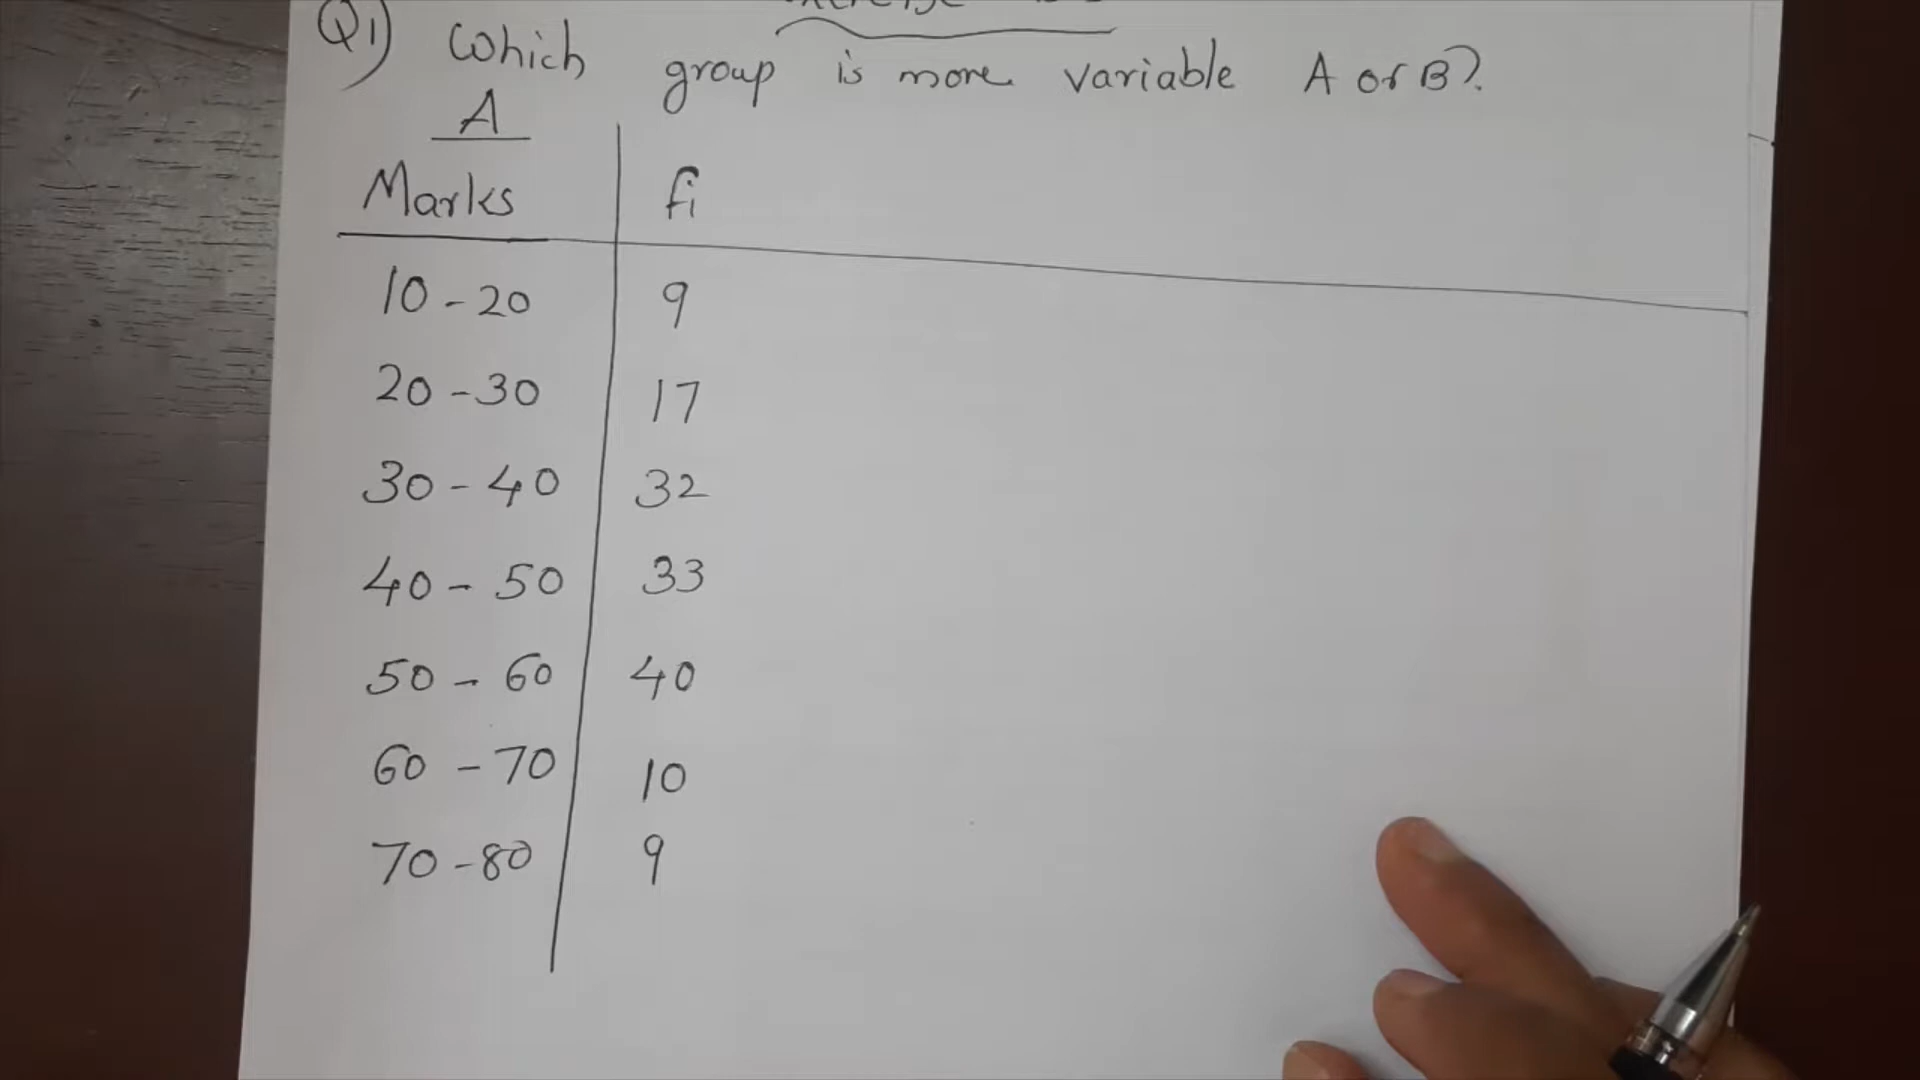 Q1) Which group is more variable A or B?
A
Marks fi
10-20 9
20-30 17
30-40 32
40-50 33
50-60 40
60-70 10
70-80 9